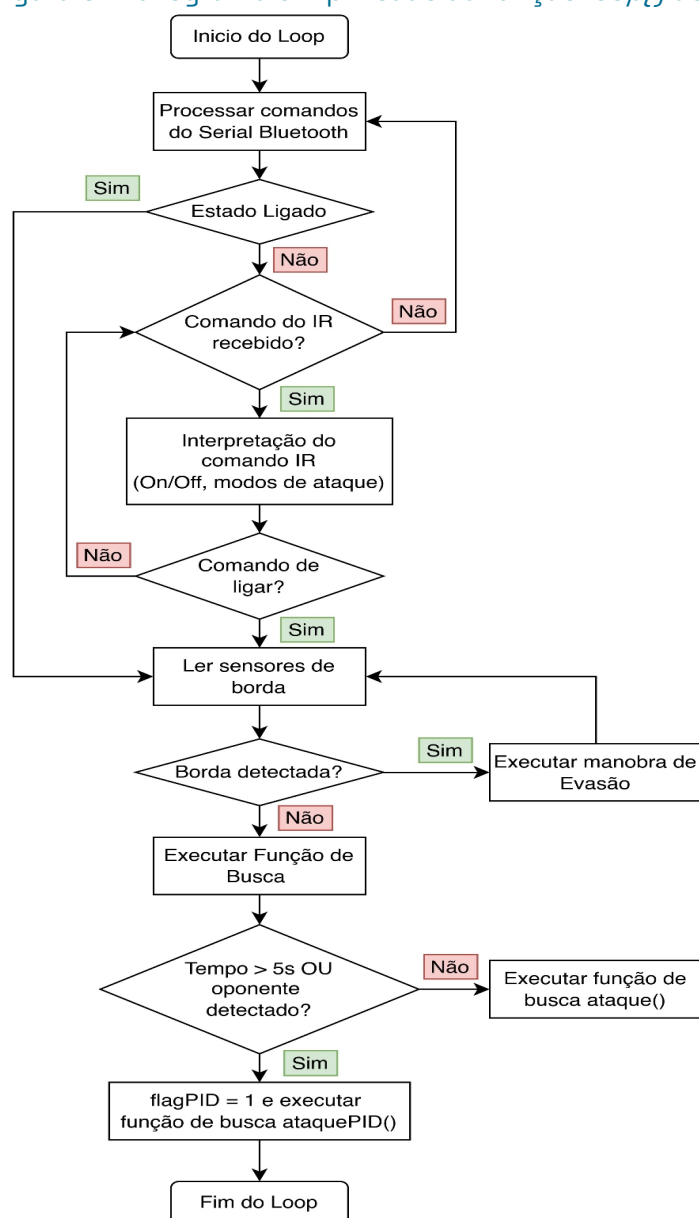 Inicio do Loop
Processar comandos
do Serial Bluetooth
Sim
Estado Ligado
Não
Comando do IR
recebido?
Não
Sim
Interpretação do
comando IR
(On/Off, modos de ataque)
Não
Comando de
ligar?
Sim
Ler sensores de
borda
Borda detectada?
Sim
Executar manobra de
Evasão
Não
Executar Função de
Busca
Tempo > 5s OU
oponente
detectado?
Não
Executar função de
busca ataque()
Sim
flagPID = 1 e executar
função de busca ataquePID()
Fim do Loop